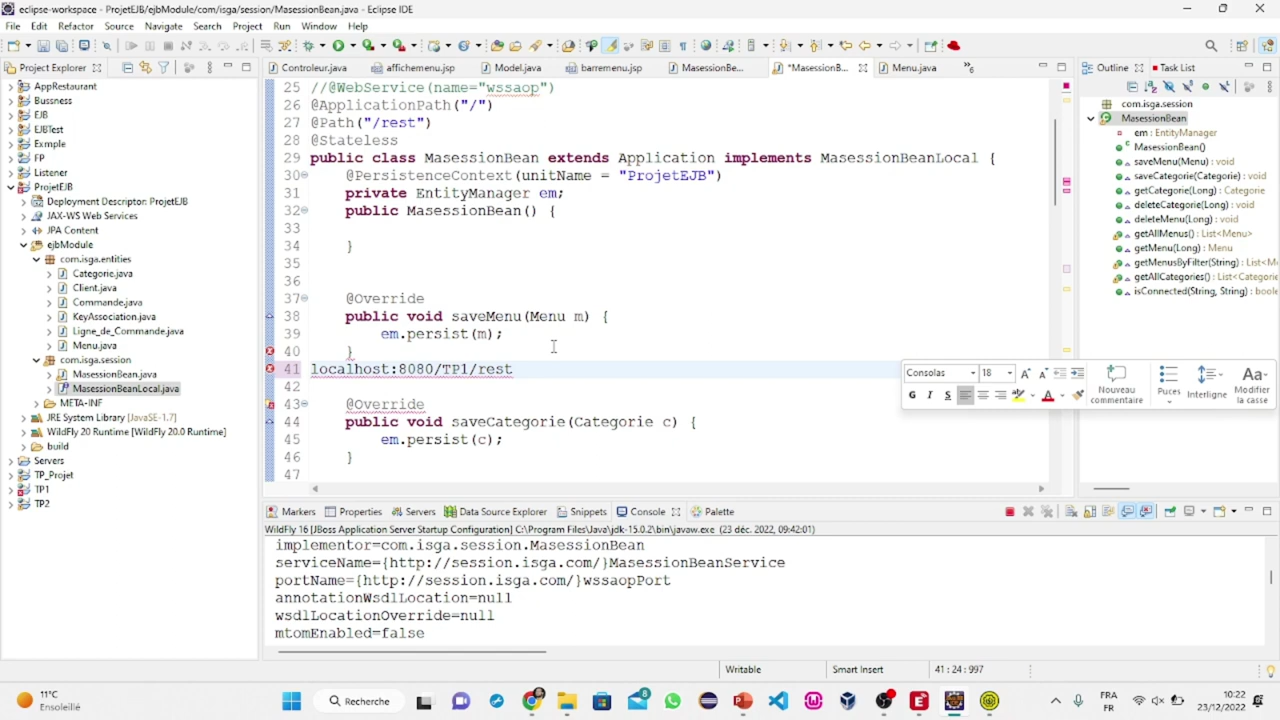 eclipse-workspace - ProjetEJB/ejbModule/com/isga/session/MasessionBean.java - Eclipse IDE
File Edit Refactor Source Navigate Search Project Run Window Help
Project Explorer
Controleur.java affichemenu.jsp Model.java barremenu.jsp MasessionBe... *MasessionB... Menu.java
Outline Task List
AppRestaurant
Bussness
EJB
EJBTest
Exmple
FP
Listener
ProjetEJB
Deployment Descriptor: ProjetEJB
JAX-WS Web Services
JPA Content
ejbModule
com.isga.entities
Categorie.java
Client.java
Commande.java
KeyAssociation.java
Ligne_de_Commande.java
Menu.java
com.isga.session
MasessionBean.java
MasessionBeanLocal.java
META-INF
JRE System Library [JavaSE-1.7]
WildFly 20 Runtime [WildFly 20.0 Runtime]
build
Servers
TP_Projet
TP1
TP2
25 //@WebService(name="wssaop")
26 @ApplicationPath("/")
27 @Path("/rest")
28 @Stateless
29 public class MasessionBean extends Application implements MasessionBeanLocal {
30 @PersistenceContext(unitName = "ProjetEJB")
31 private EntityManager em;
32 public MasessionBean() {
33
34 }
35
36
37 @Override
38 public void saveMenu(Menu m) {
39 em.persist(m);
40 }
41 localhost:8080/TP1/rest
42
43 @Override
44 public void saveCategorie(Categorie c) {
45 em.persist(c);
46 }
47
com.isga.session
MasessionBean
em : EntityManager
MasessionBean()
saveMenu(Menu) : void
saveCategorie(Categorie) : void
getCategorie(Long) : Categorie
deleteCategorie(Long) : void
deleteMenu(Long) : void
getAllMenus() : List<Menu>
getMenu(Long) : Menu
getMenusByFilter(String) : List<M
getAllCategories() : List<Categorie
isConnected(String, String) : boole
Consolas 18
G I S
Nouveau commentaire
Puces
Interligne
Modifier la casse
Markers Properties Servers Data Source Explorer Snippets Console Palette
WildFly 16 [JBoss Application Server Startup Configuration] C:\Program Files\Java\jdk-15.0.2\bin\javaw.exe (23 déc. 2022, 09:42:01)
implementor=com.isga.session.MasessionBean
serviceName={http://session.isga.com/}MasessionBeanService
portName={http://session.isga.com/}wssaopPort
annotationWsdlLocation=null
wsdlLocationOverride=null
mtomEnabled=false
Writable Smart Insert 41 : 24 : 997
11°C
Ensoleillé
Recherche
8
FRA
FR
10:22
23/12/2022